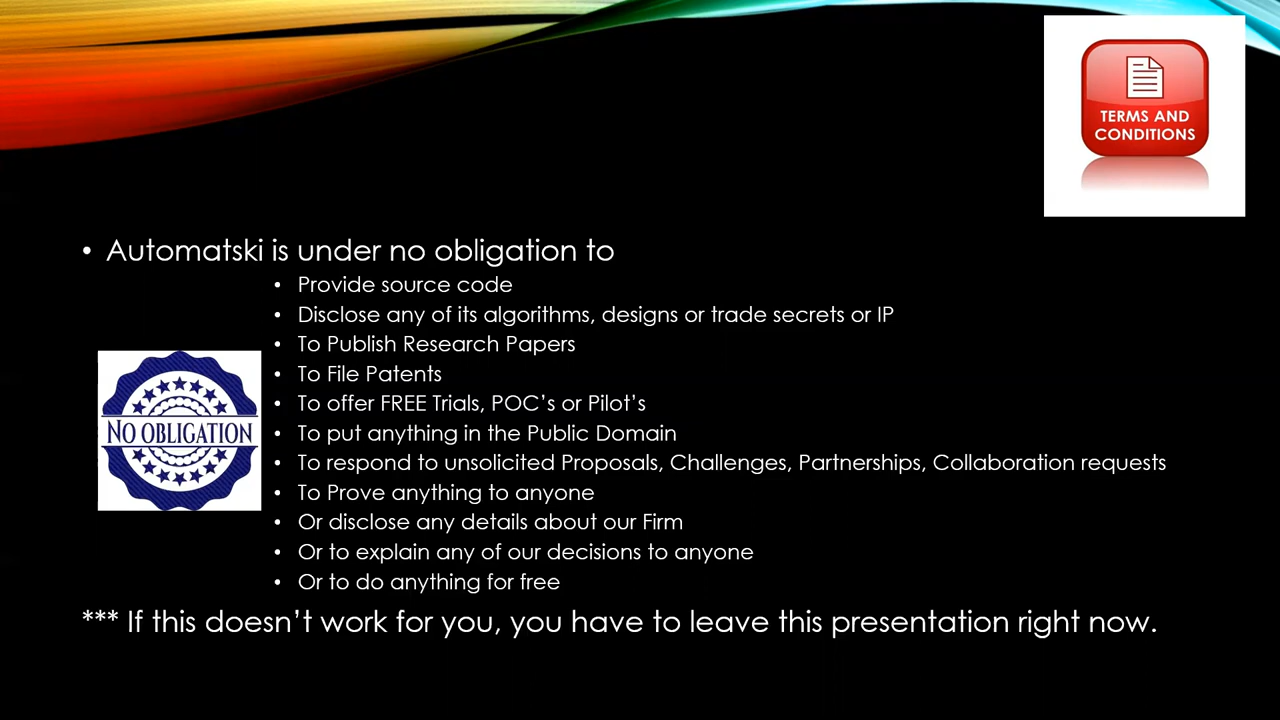 TERMS AND
CONDITIONS
• Automatski is under no obligation to
• Provide source code
• Disclose any of its algorithms, designs or trade secrets or IP
• To Publish Research Papers
• To File Patents
• To offer FREE Trials, POC's or Pilot's
• To put anything in the Public Domain
• To respond to unsolicited Proposals, Challenges, Partnerships, Collaboration requests
• To Prove anything to anyone
• Or disclose any details about our Firm
• Or to explain any of our decisions to anyone
• Or to do anything for free
NO OBLIGATION
*** If this doesn't work for you, you have to leave this presentation right now.